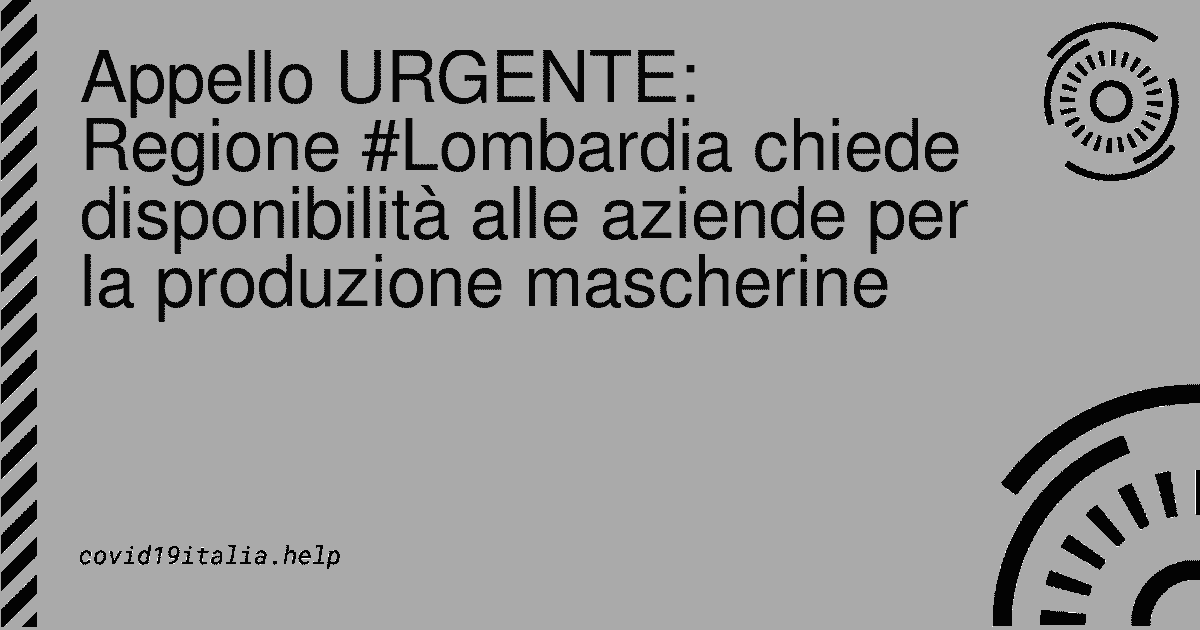 Appello URGENTE:
Regione #Lombardia chiede
disponibilità alle aziende per
la produzione mascherine
covid19italia.help